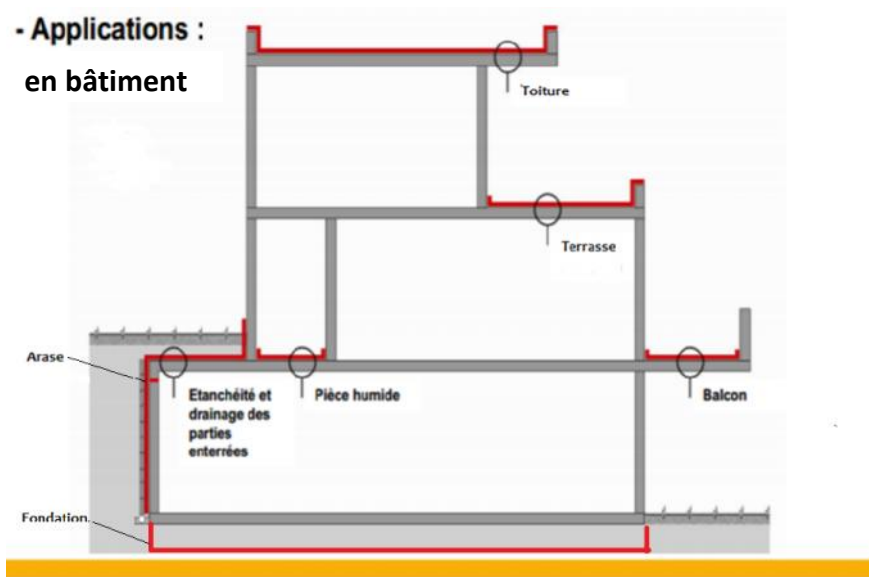 - Applications :
en bâtiment
Toiture
Terrasse
Arase
Etanchéité et
drainage des
parties
enterrées
Pièce humide
Balcon
Fondation